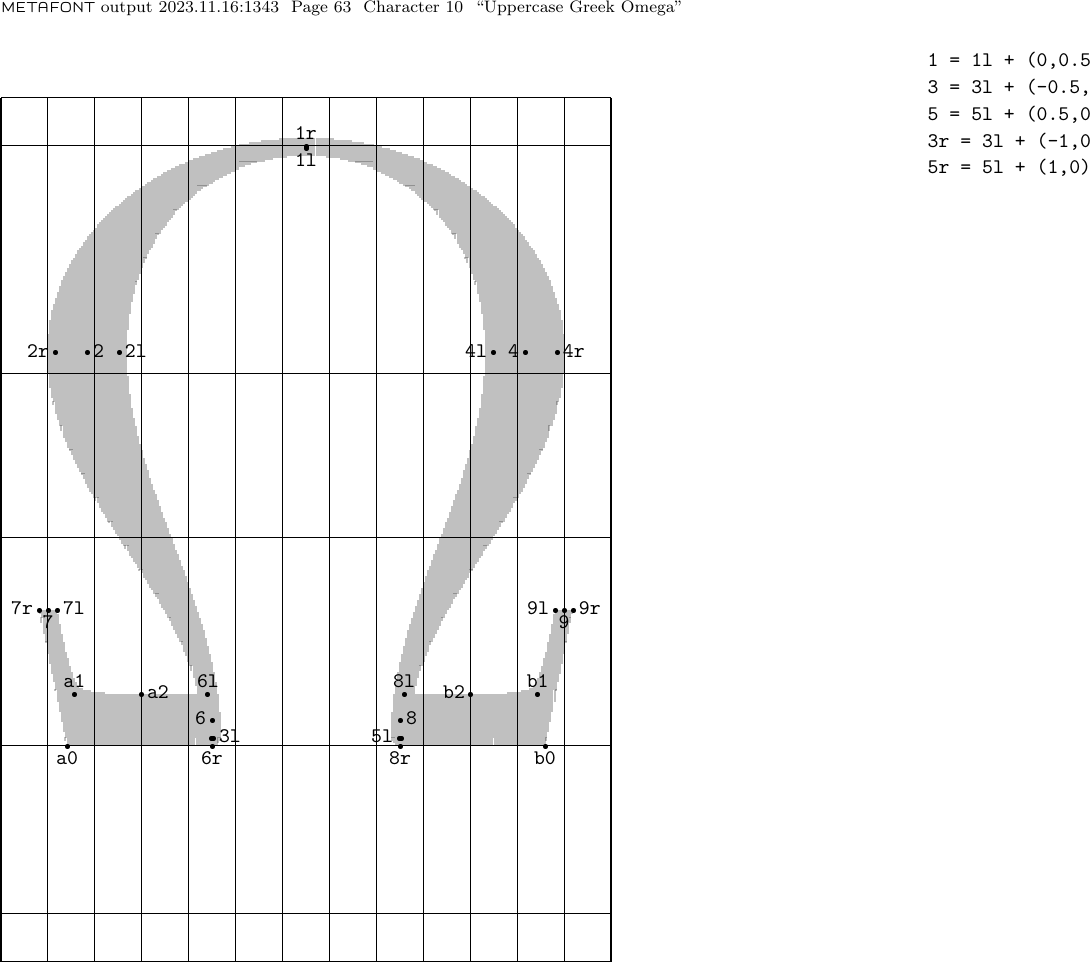 METAFONT output 2023.11.16:1343 Page 63 Character 10 “Uppercase Greek Omega”
1 = 1l + (0,0.5
3 = 3l + (-0.5,
5 = 5l + (0.5,0
3r = 3l + (-1,0
5r = 5l + (1,0)
1r
1l
2r 2 2l 4l 4 4r
7r 7l 9l 9r
7 9
a1 6l 8l b1
a2 b2
6 8
3l 5l
a0 6r 8r b0